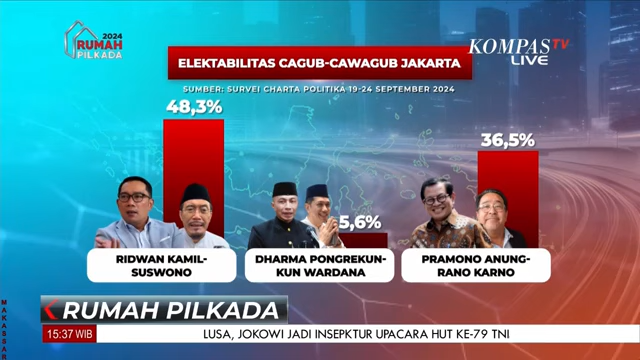 2024
RUMAH
PILKADA
KOMPAS TV
LIVE
ELEKTABILITAS CAGUB-CAWAGUB JAKARTA
SUMBER: SURVEI CHARTA POLITIKA 19-24 SEPTEMBER 2024
48,3%
5,6%
36,5%
RIDWAN KAMIL-
SUSWONO
DHARMA PONGREKUN-
KUN WARDANA
PRAMONO ANUNG-
RANO KARNO
RUMAH PILKADA
MAKASSAR
15:37 WIB
LUSA, JOKOWI JADI INSEPKTUR UPACARA HUT KE-79 TNI